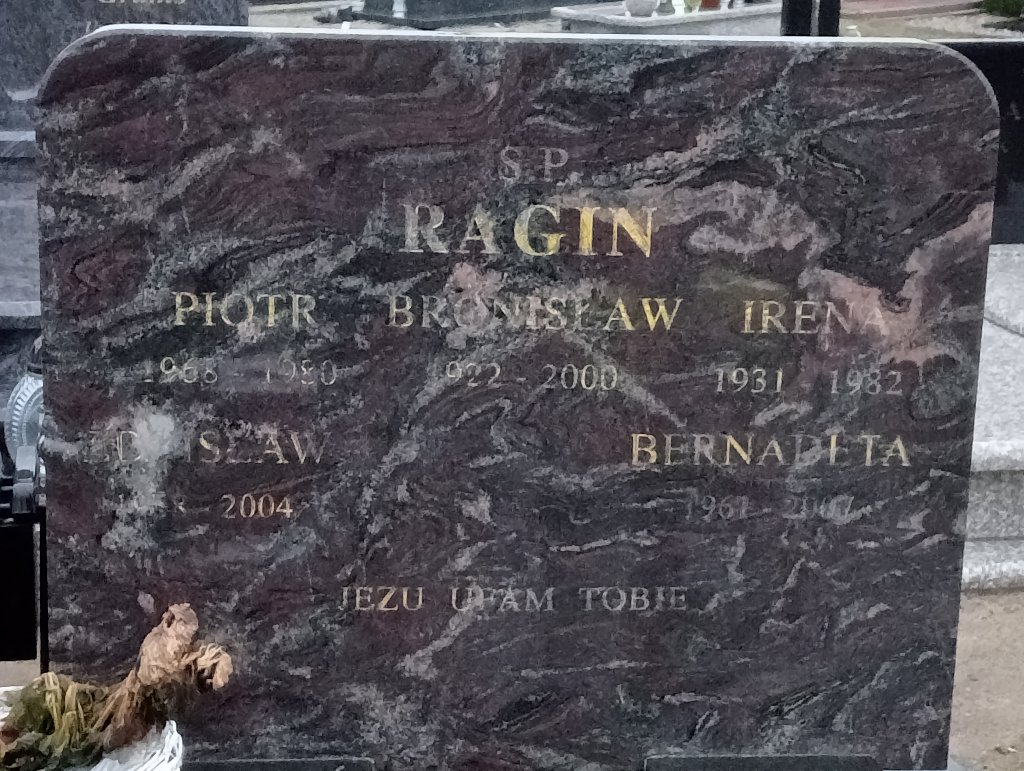 Ś.P.
RAGIN
PIOTR BRONISŁAW IRENA
1968 1980 1922 - 2000 1931 1982
BERNADETA
2004
JEZU UFAM TOBIE